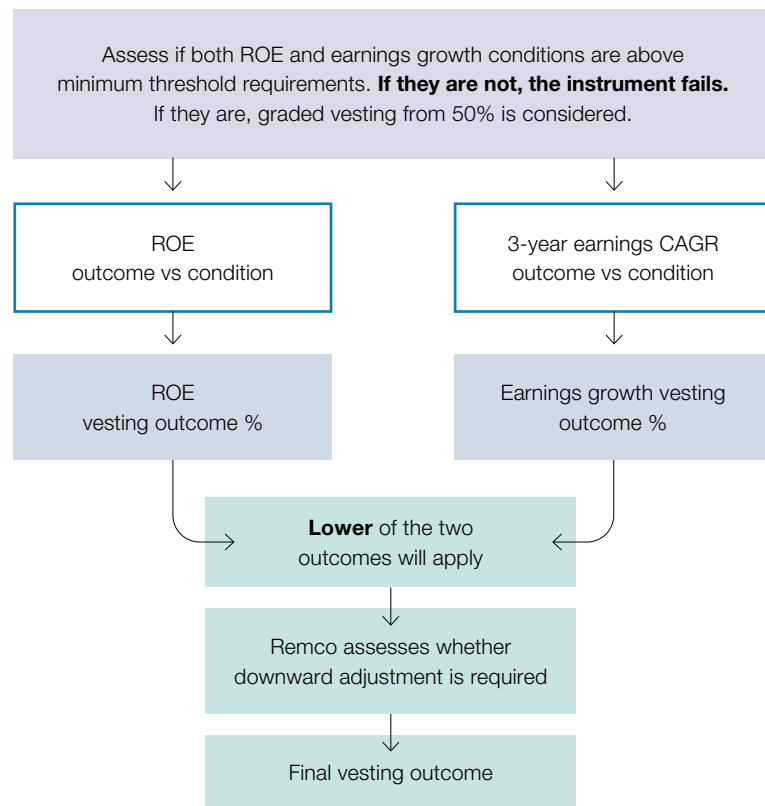 Assess if both ROE and earnings growth conditions are above
minimum threshold requirements. If they are not, the instrument fails.
If they are, graded vesting from 50% is considered.
ROE
outcome vs condition
3-year earnings CAGR
outcome vs condition
ROE
vesting outcome %
Earnings growth vesting
outcome %
Lower of the two
outcomes will apply
Remco assesses whether
downward adjustment is required
Final vesting outcome